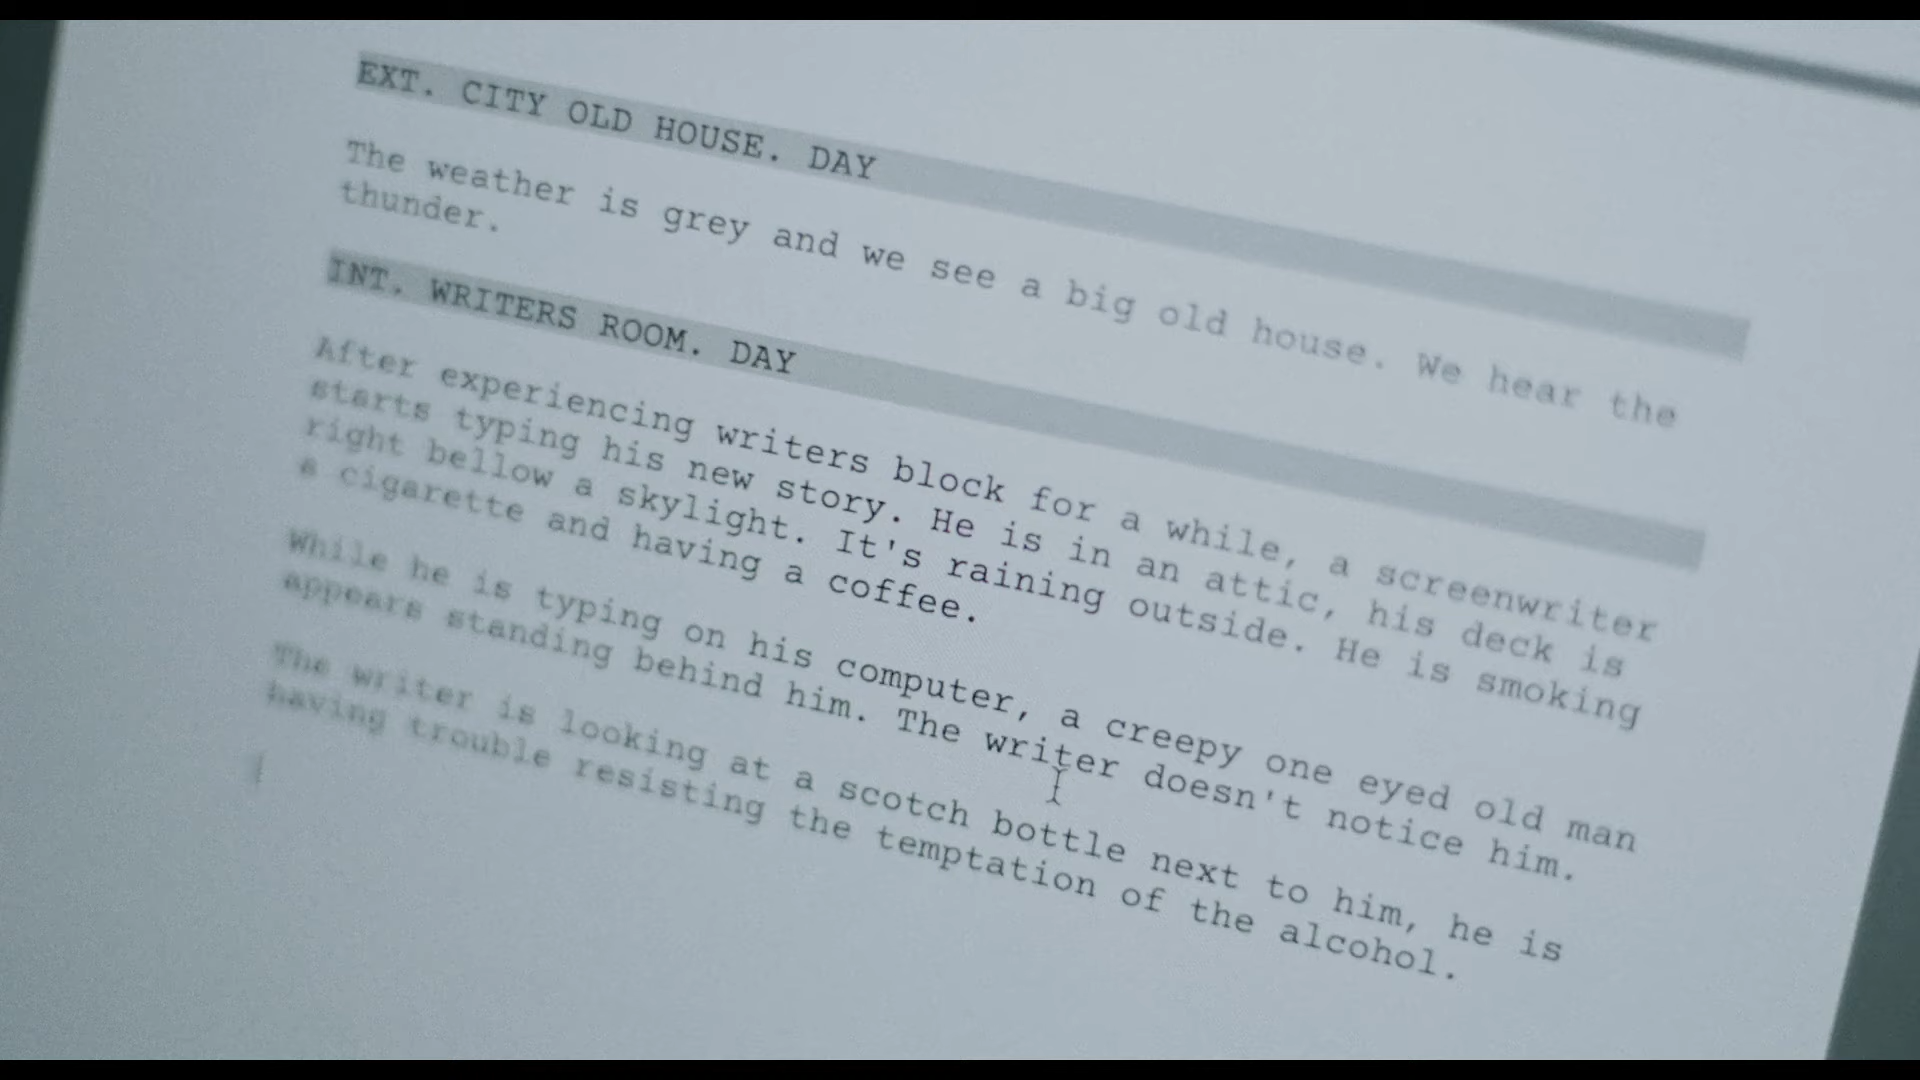 EXT. CITY OLD HOUSE. DAY
The weather is grey and we see a big old house. We hear the
thunder.
INT. WRITERS ROOM. DAY
After experiencing writers block for a while, a screenwriter
starts typing his new story. He is in an attic, his deck is
right bellow a skylight. It's raining outside. He is smoking
a cigarette and having a coffee.
While he is typing on his computer, a creepy one eyed old man
appears standing behind him. The writer doesn't notice him.
The writer is looking at a scotch bottle next to him, he is
having trouble resisting the temptation of the alcohol.